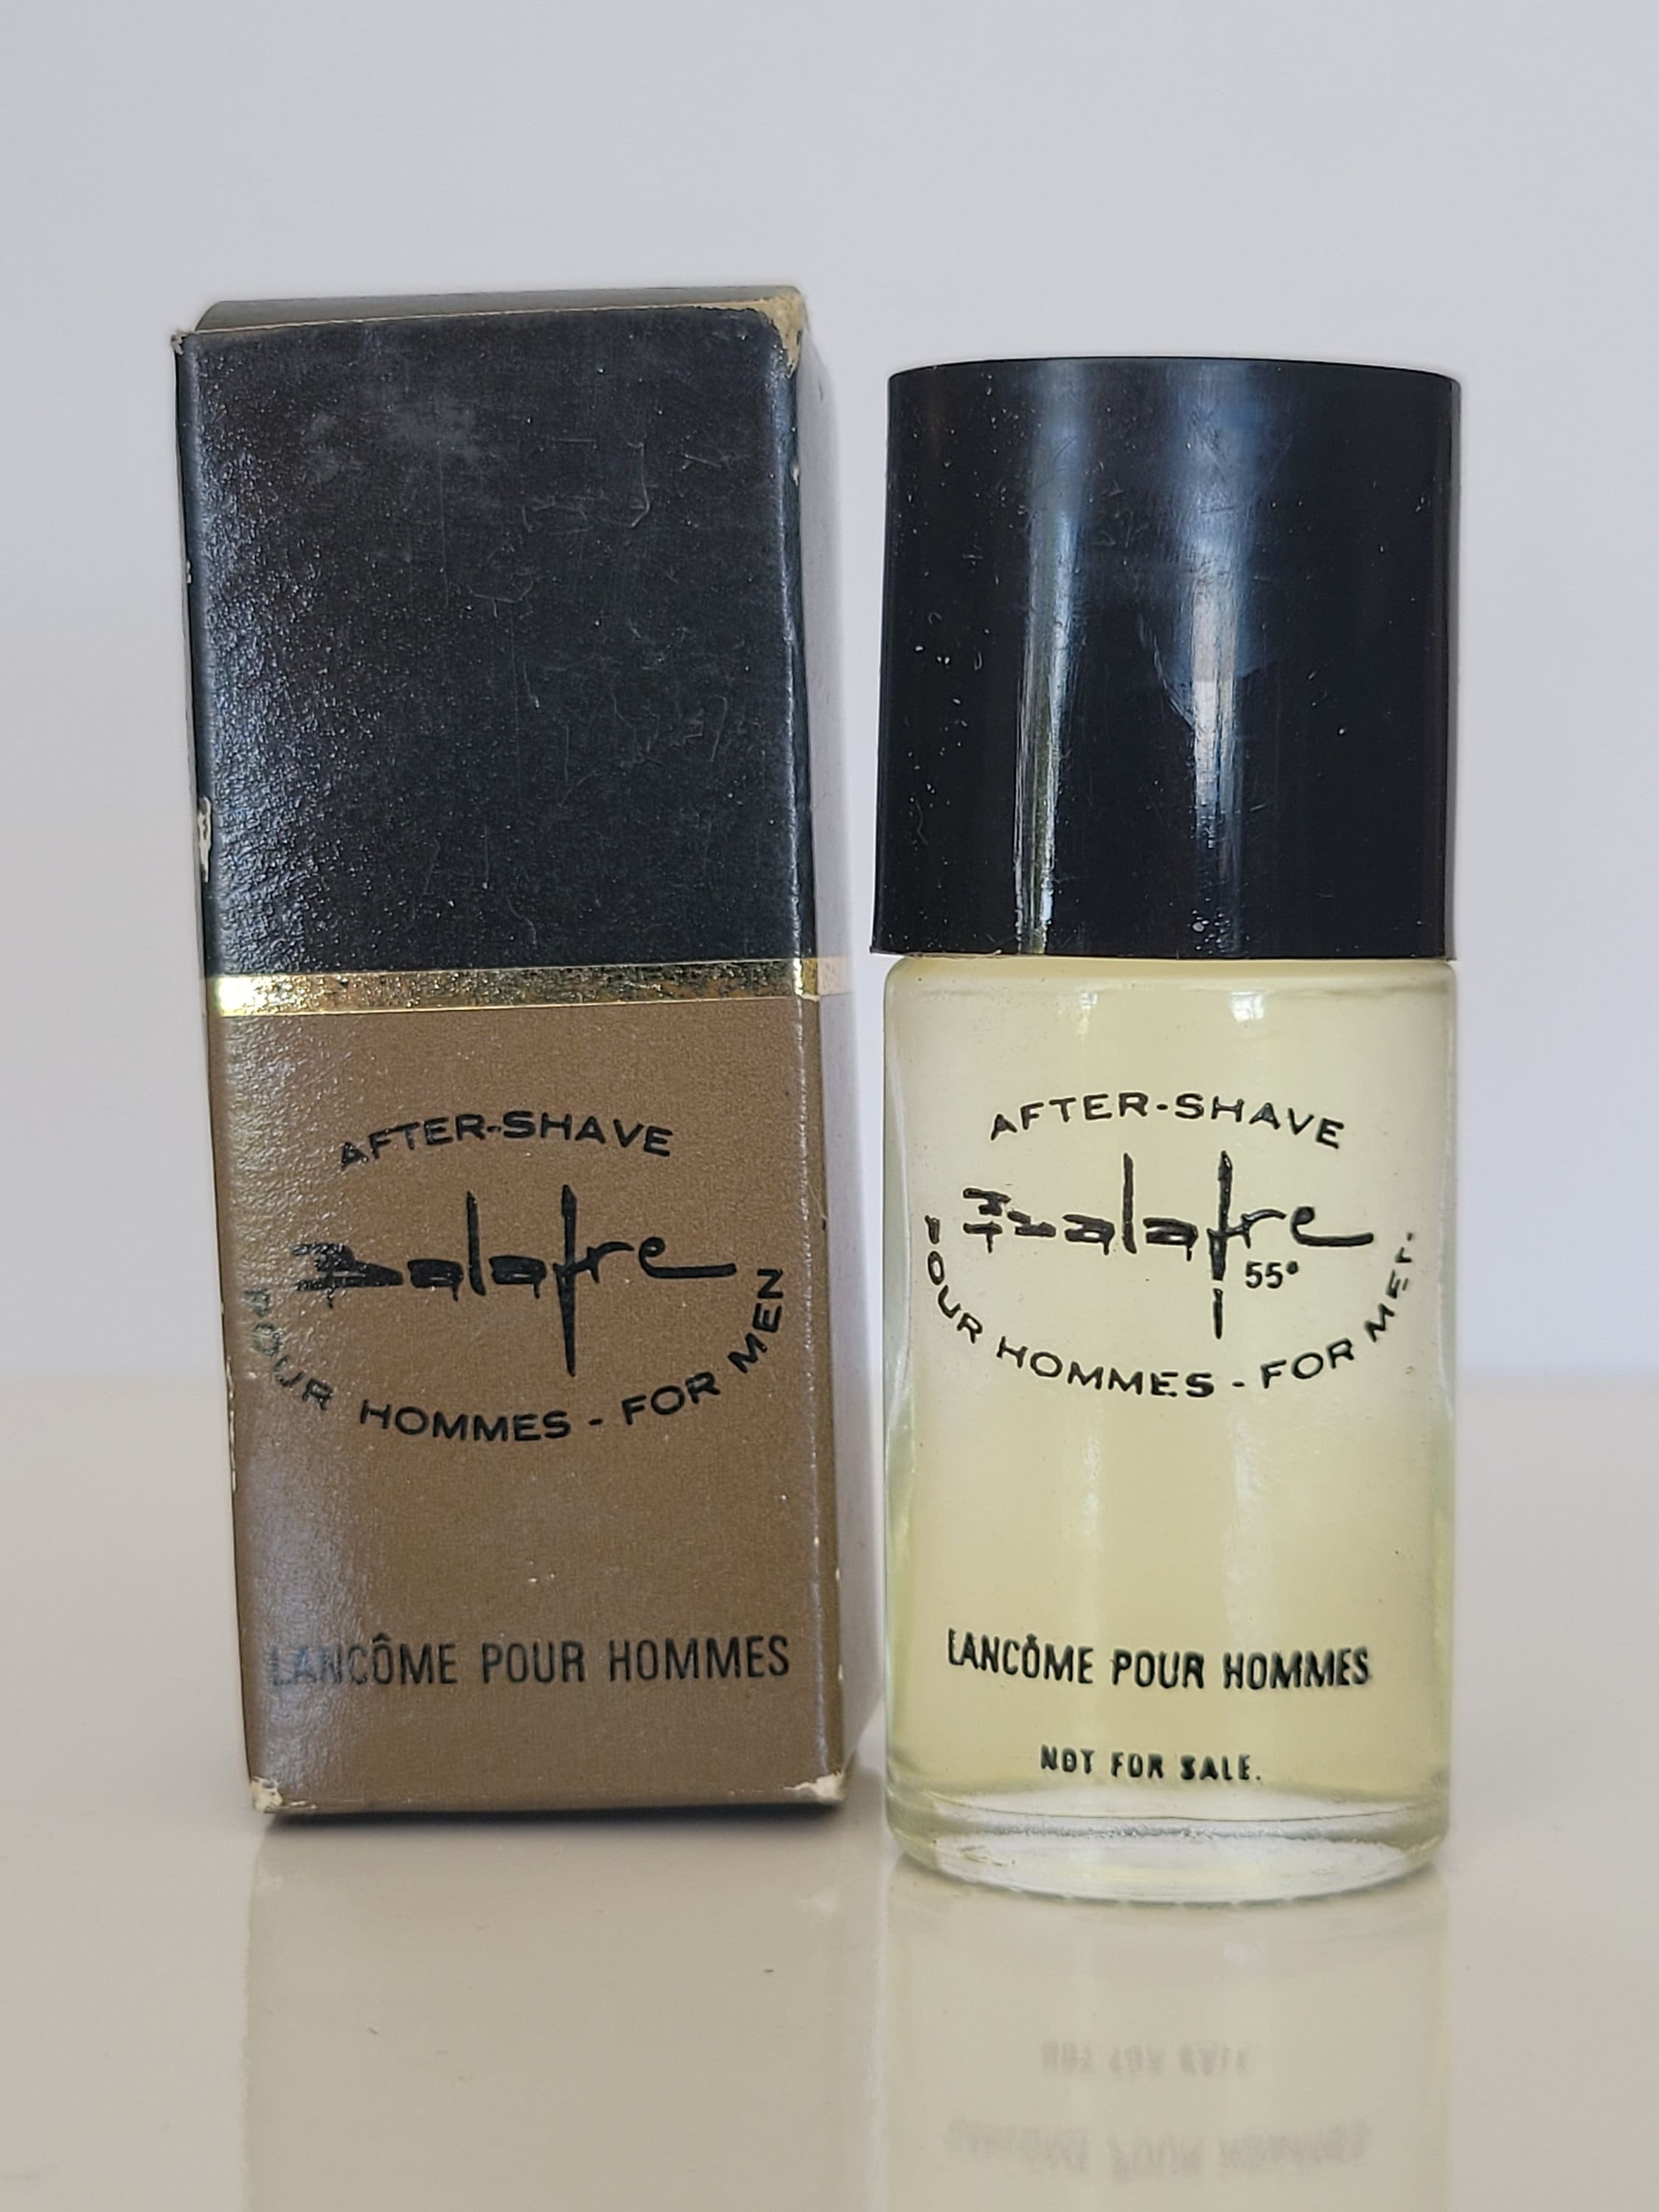 AFTER-SHAVE
Balafre
POUR HOMMES - FOR MEN
LANCÔME POUR HOMMES
AFTER-SHAVE
Balafre
55°
POUR HOMMES - FOR MEN
LANCÔME POUR HOMMES
NOT FOR SALE.